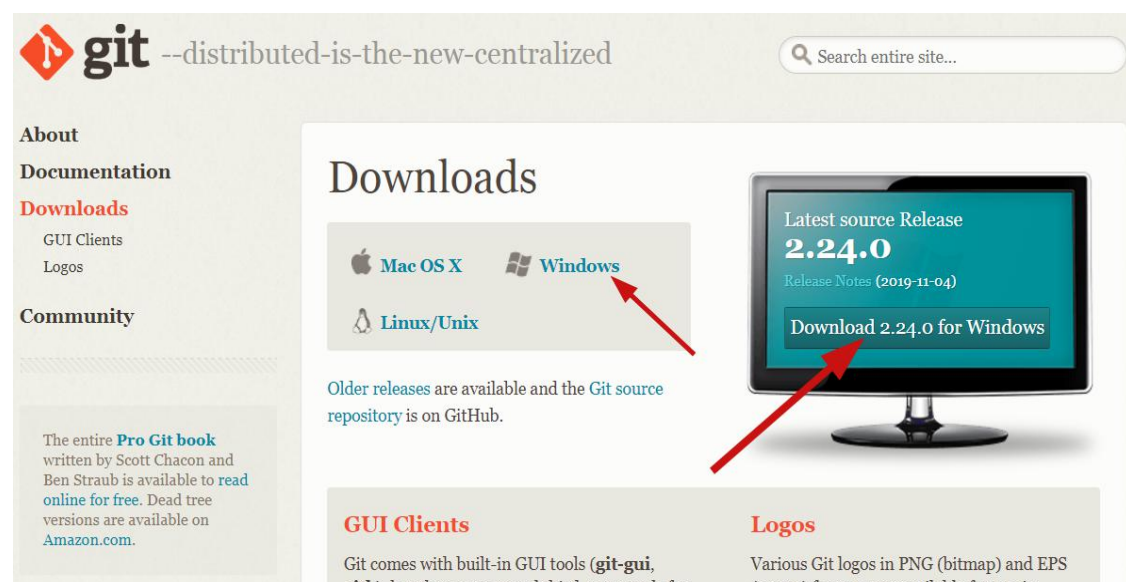 git --distributed-is-the-new-centralized
Search entire site...
About
Documentation
Downloads
GUI Clients
Logos
Community
The entire Pro Git book
written by Scott Chacon and
Ben Straub is available to read
online for free. Dead tree
versions are available on
Amazon.com.
Downloads
Mac OS X
Windows
Linux/Unix
Older releases are available and the Git source
repository is on GitHub.
Latest source Release
2.24.0
Release Notes (2019-11-04)
Download 2.24.0 for Windows
GUI Clients
Git comes with built-in GUI tools (git-gui,
Logos
Various Git logos in PNG (bitmap) and EPS